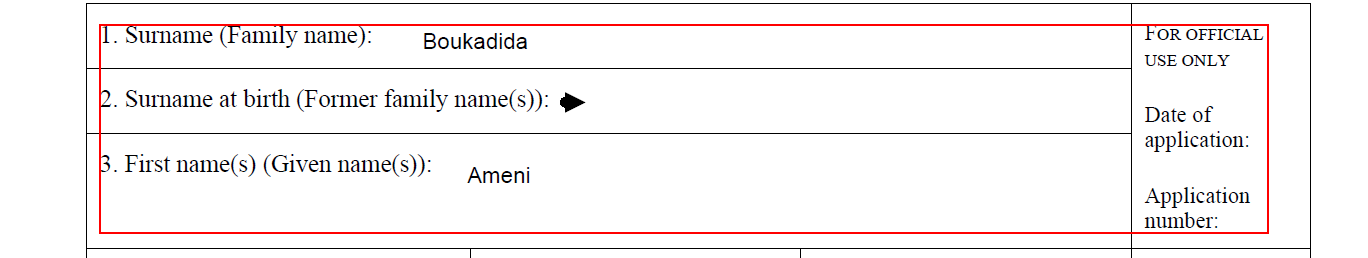 1. Surname (Family name): Boukadida
2. Surname at birth (Former family name(s)):
3. First name(s) (Given name(s)): Ameni
FOR OFFICIAL
USE ONLY
Date of
application:
Application
number: